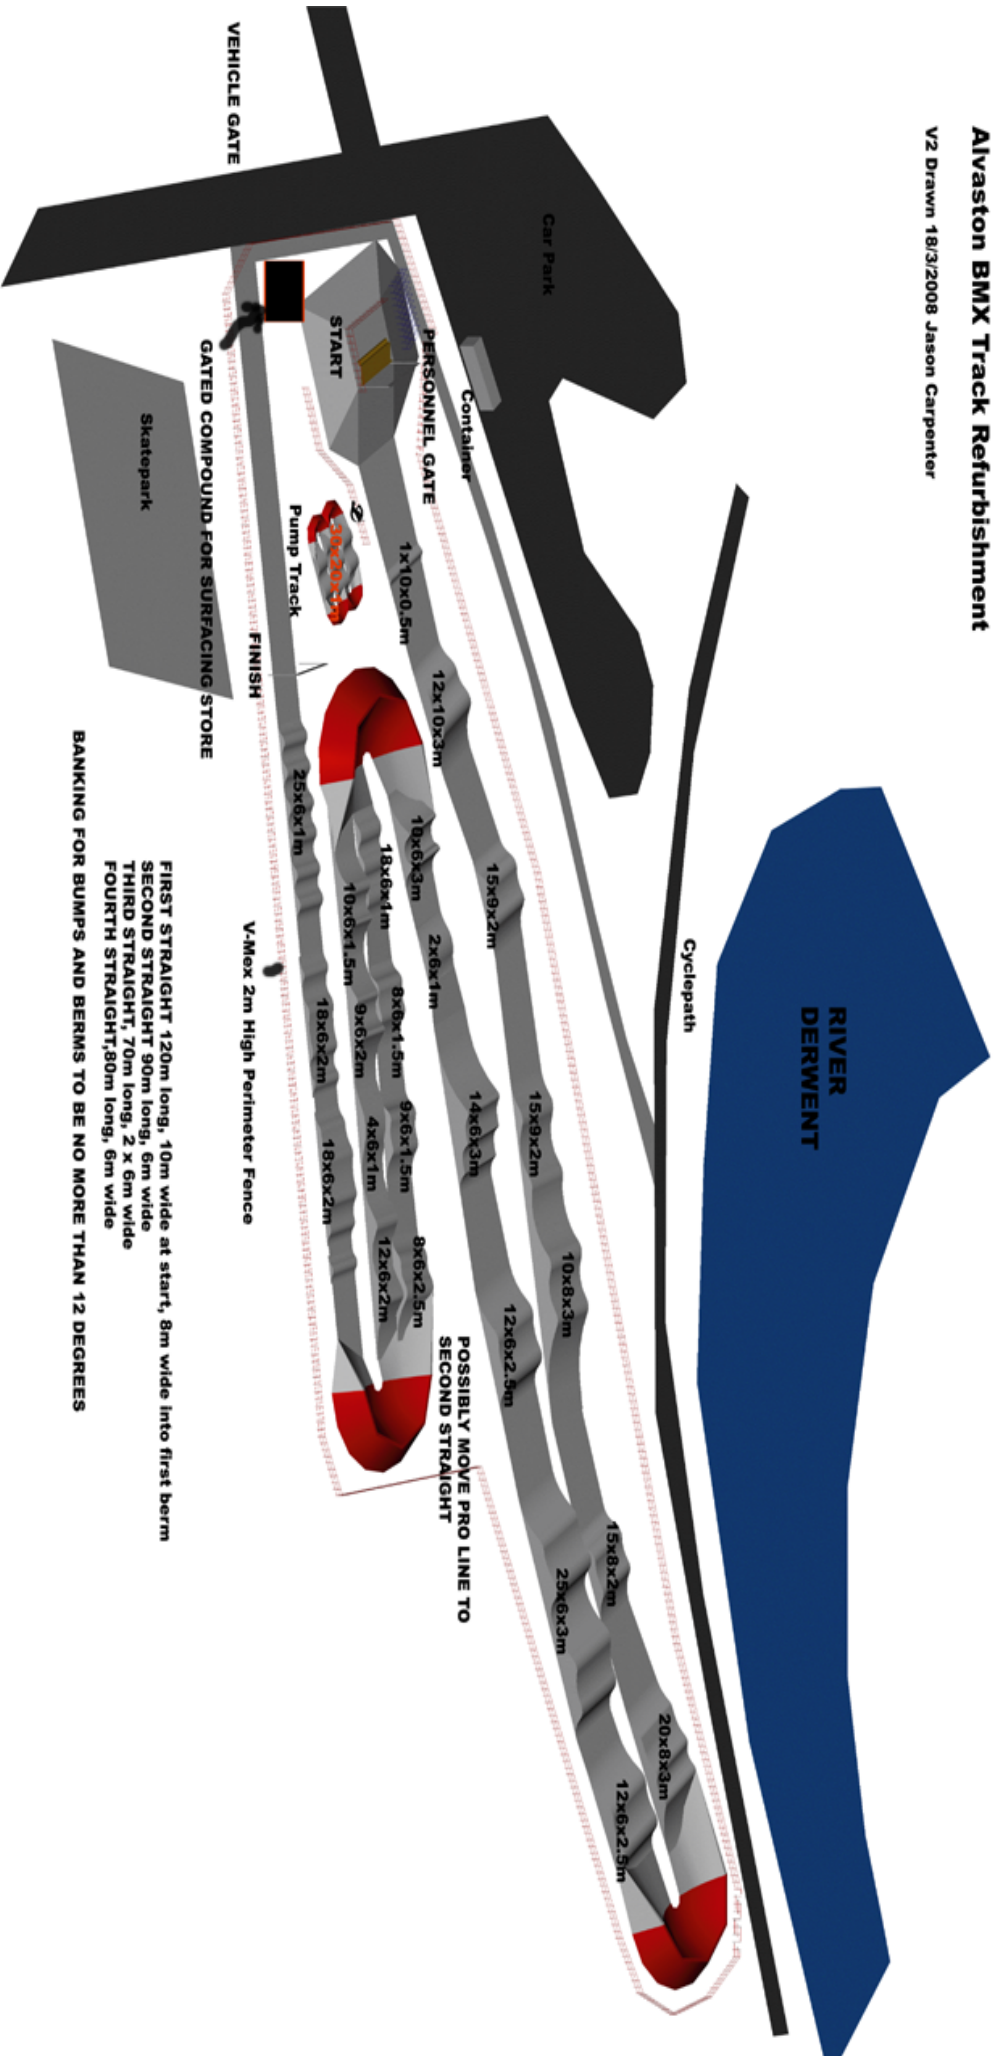 Alvaston BMX Track Refurbishment
V2 Drawn 18/3/2008 Jason Carpenter
RIVER
DERWENT
Cyclepath
Car Park
Container
PERSONNEL GATE
START
VEHICLE GATE
GATED COMPOUND FOR SURFACING STORE
Skatepark
Pump Track
30x20x1m
FINISH
1x10x0.5m
12x10x3m
15x9x2m
15x9x2m
10x8x3m
15x8x2m
20x8x3m
12x6x2.5m
25x6x3m
12x6x2.5m
14x6x3m
2x6x1m
10x6x3m
18x6x1m
8x6x1.5m
9x6x1.5m
8x6x2.5m
10x6x1.5m
9x6x2m
4x6x1m
12x6x2m
25x6x1m
18x6x2m
18x6x2m
POSSIBLY MOVE PRO LINE TO
SECOND STRAIGHT
V-Mex 2m High Perimeter Fence
FIRST STRAIGHT 120m long, 10m wide at start, 8m wide into first berm
SECOND STRAIGHT 90m long, 6m wide
THIRD STRAIGHT, 70m long, 2 x 6m wide
FOURTH STRAIGHT,80m long, 6m wide
BANKING FOR BUMPS AND BERMS TO BE NO MORE THAN 12 DEGREES